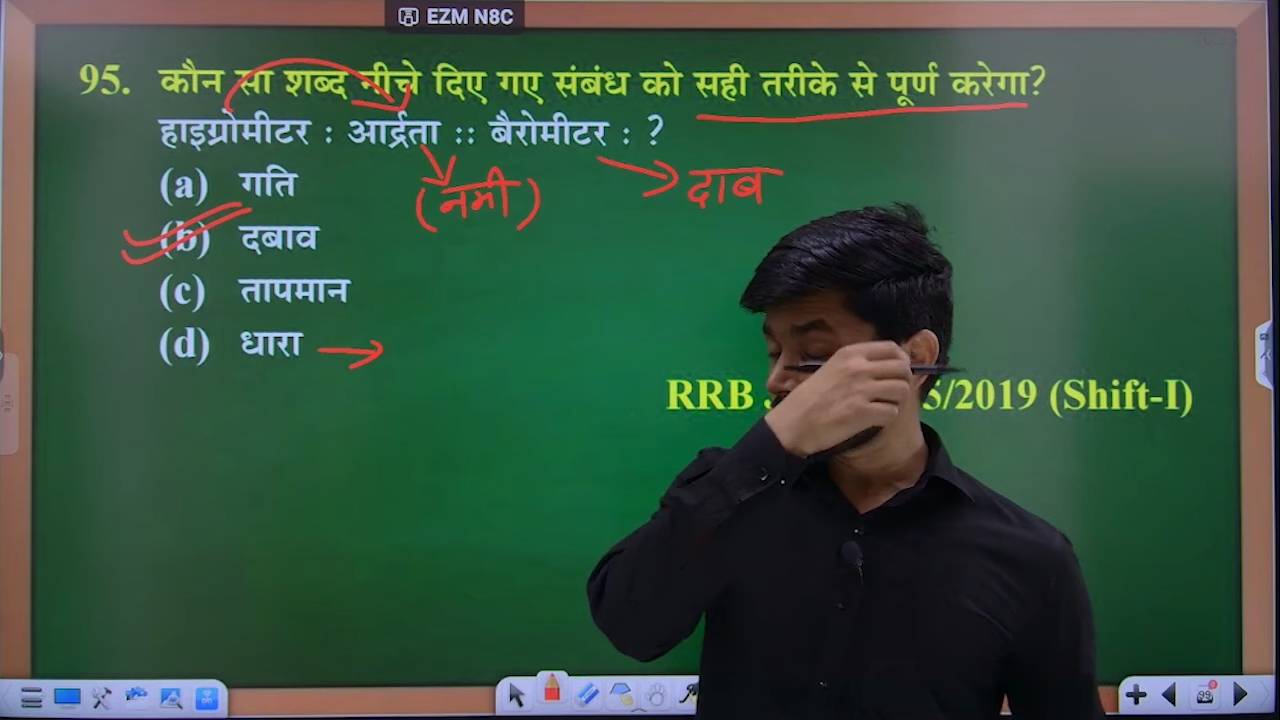 EZM N8C
95. कौन सा शब्द नीचे दिए गए संबंध को सही तरीके से पूर्ण करेगा?
हाइग्रोमीटर : आर्द्रता :: बैरोमीटर : ?
(नमी)
दाब
(a) गति
(b) दबाव
(c) तापमान
(d) धारा
RRB 5/2019 (Shift-I)